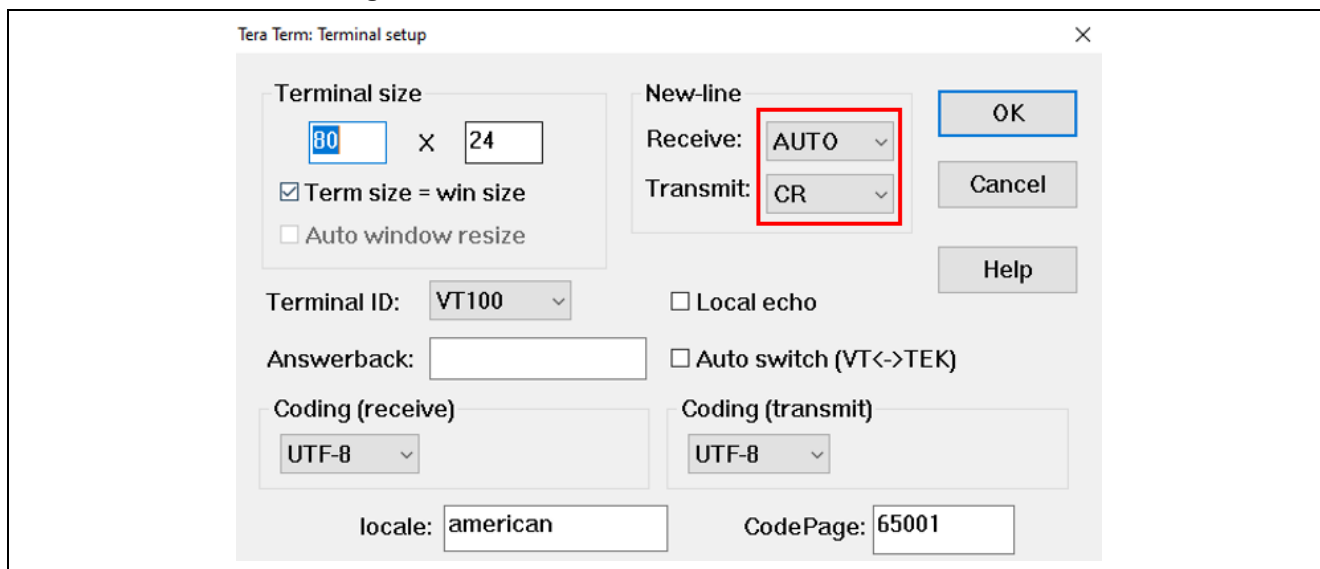 Tera Term: Terminal setup
Terminal size
80 X 24
Term size = win size
Auto window resize
New-line
Receive: AUTO
Transmit: CR
OK
Cancel
Help
Terminal ID: VT100
Local echo
Answerback:
Auto switch (VT<->TEK)
Coding (receive)
UTF-8
Coding (transmit)
UTF-8
locale: american
CodePage: 65001